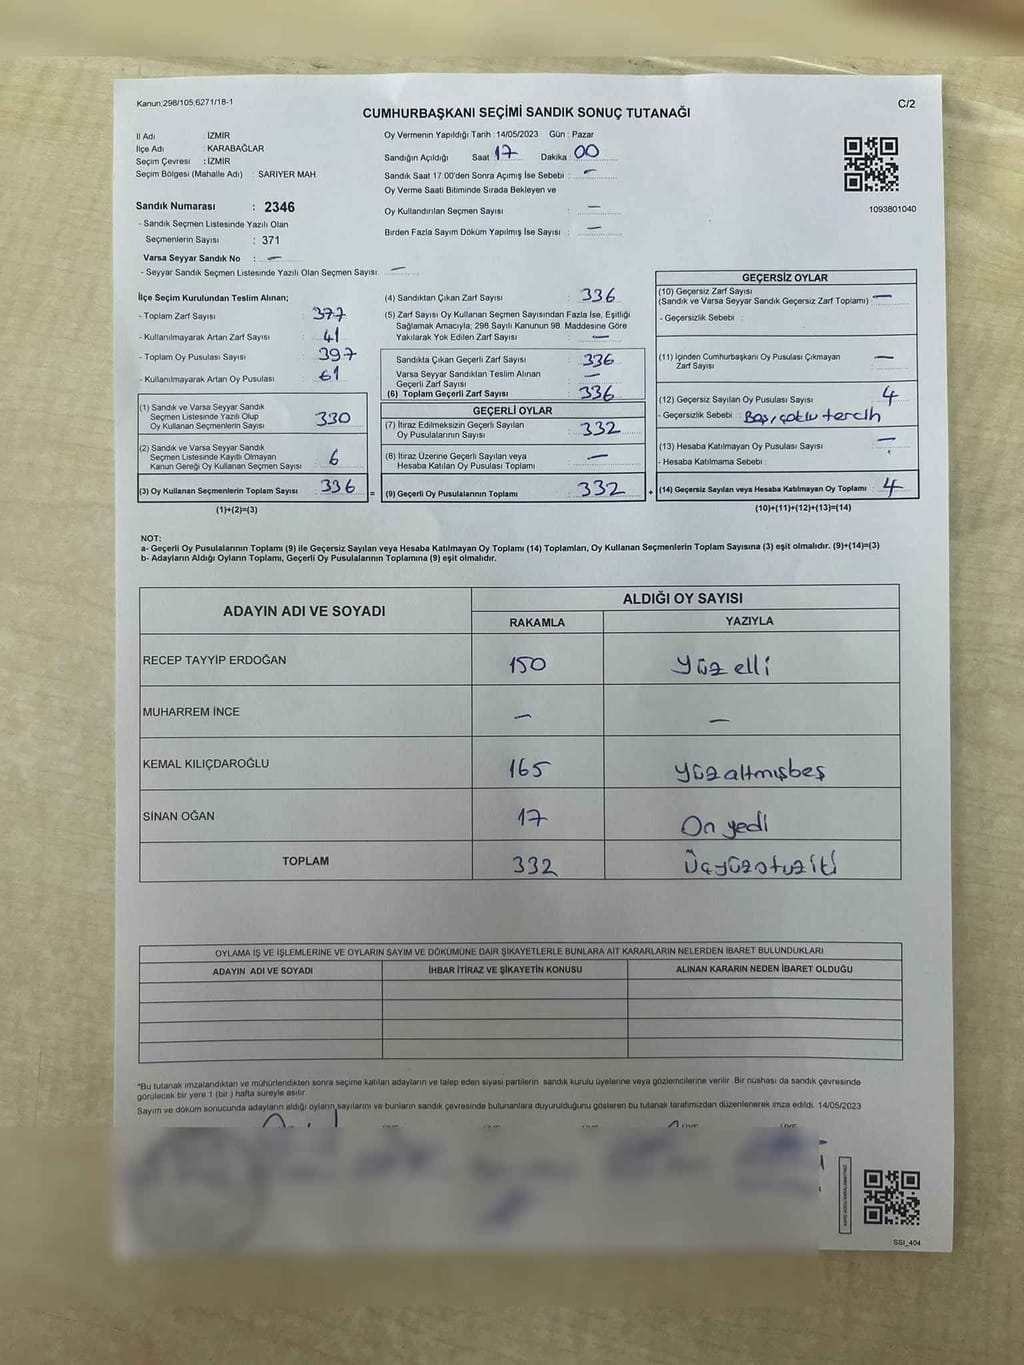 Kanun;298/105;6271/18-1
C/2
CUMHURBAŞKANI SEÇİMİ SANDIK SONUÇ TUTANAĞI
İl Adı : İZMİR
İlçe Adı : KARABAĞLAR
Seçim Çevresi : İZMİR
Seçim Bölgesi (Mahalle Adı) : SARIYER MAH
Sandık Numarası : 2346
- Sandık Seçmen Listesinde Yazılı Olan
Seçmenlerin Sayısı : 371
Varsa Seyyar Sandık No : —
- Seyyar Sandık Seçmen Listesinde Yazılı Olan Seçmen Sayısı : —
Oy Vermenin Yapıldığı Tarih : 14/05/2023 Gün : Pazar
Sandığın Açıldığı Saat : 17 Dakika : 00
Sandık Saat 17.00'den Sonra Açımış İse Sebebi : —
Oy Verme Saati Bitiminde Sırada Bekleyen ve
Oy Kullandırılan Seçmen Sayısı : —
Birden Fazla Sayım Döküm Yapılmış İse Sayısı : —
1093801040
İlçe Seçim Kurulundan Teslim Alınan;
- Toplam Zarf Sayısı : 377
- Kullanılmayarak Artan Zarf Sayısı : 41
- Toplam Oy Pusulası Sayısı : 397
- Kullanılmayarak Artan Oy Pusulası : 61
(1) Sandık ve Varsa Seyyar Sandık
Seçmen Listesinde Yazılı Olup
Oy Kullanan Seçmenlerin Sayısı : 330
(2) Sandık ve Varsa Seyyar Sandık
Seçmen Listesinde Kayıtlı Olmayan
Kanun Gereği Oy Kullanan Seçmen Sayısı : 6
(3) Oy Kullanan Seçmenlerin Toplam Sayısı : 336 =
(1)+(2)=(3)
(4) Sandıktan Çıkan Zarf Sayısı : 336
(5) Zarf Sayısı Oy Kullanan Seçmen Sayısından Fazla İse, Eşitliği
Sağlamak Amacıyla; 298 Sayılı Kanunun 98. Maddesine Göre
Yakılarak Yok Edilen Zarf Sayısı : —
Sandıkta Çıkan Geçerli Zarf Sayısı : 336
Varsa Seyyar Sandıktan Teslim Alınan
Geçerli Zarf Sayısı : —
(6) Toplam Geçerli Zarf Sayısı : 336
GEÇERLİ OYLAR
(7) İtiraz Edilmeksizin Geçerli Sayılan
Oy Pusulalarının Sayısı : 332
(8) İtiraz Üzerine Geçerli Sayılan veya
Hesaba Katılan Oy Pusulası Toplamı : —
(9) Geçerli Oy Pusulalarının Toplamı : 332 +
GEÇERSİZ OYLAR
(10) Geçersiz Zarf Sayısı
(Sandık ve Varsa Seyyar Sandık Geçersiz Zarf Toplamı) : —
- Geçersizlik Sebebi :
(11) İçinden Cumhurbaşkanı Oy Pusulası Çıkmayan
Zarf Sayısı : —
(12) Geçersiz Sayılan Oy Pusulası Sayısı : 4
- Geçersizlik Sebebi : Boş, çoklu tercih
(13) Hesaba Katılmayan Oy Pusulası Sayısı : —
- Hesaba Katılmama Sebebi :
(14) Geçersiz Sayılan veya Hesaba Katılmayan Oy Toplamı : 4
(10)+(11)+(12)+(13)=(14)
NOT:
a- Geçerli Oy Pusulalarının Toplamı (9) ile Geçersiz Sayılan veya Hesaba Katılmayan Oy Toplamı (14) Toplamları, Oy Kullanan Seçmenlerin Toplam Sayısına (3) eşit olmalıdır. (9)+(14)=(3)
b- Adayların Aldığı Oyların Toplamı, Geçerli Oy Pusulalarının Toplamına (9) eşit olmalıdır.
ADAYIN ADI VE SOYADI
ALDIĞI OY SAYISI
RAKAMLA YAZIYLA
RECEP TAYYİP ERDOĞAN 150 Yüz elli
MUHARREM İNCE — —
KEMAL KILIÇDAROĞLU 165 Yüzaltmışbeş
SİNAN OĞAN 17 On yedi
TOPLAM 332 Üçyüzotuziki
OYLAMA İŞ VE İŞLEMLERİNE VE OYLARIN SAYIM VE DÖKÜMÜNE DAİR ŞİKAYETLERLE BUNLARA AİT KARARLARIN NELERDEN İBARET BULUNDUKLARI
ADAYIN ADI VE SOYADI İHBAR İTİRAZ VE ŞİKAYETİN KONUSU ALINAN KARARIN NEDEN İBARET OLDUĞU
*Bu tutanak imzalandıktan ve mühürlendikten sonra seçime katılan adayların ve talep eden siyasi partilerin sandık kurulu üyelerine veya gözlemcilerine verilir. Bir nüshası da sandık çevresinde
görülecek bir yere 1 (bir ) hafta süreyle asılır.
Sayım ve döküm sonucunda adayların aldığı oyların sayılarını ve bunların sandık çevresinde bulunanlara duyurulduğunu gösteren bu tutanak tarafımızdan düzenlenerek imza edildi. 14/05/2023
SSI_404